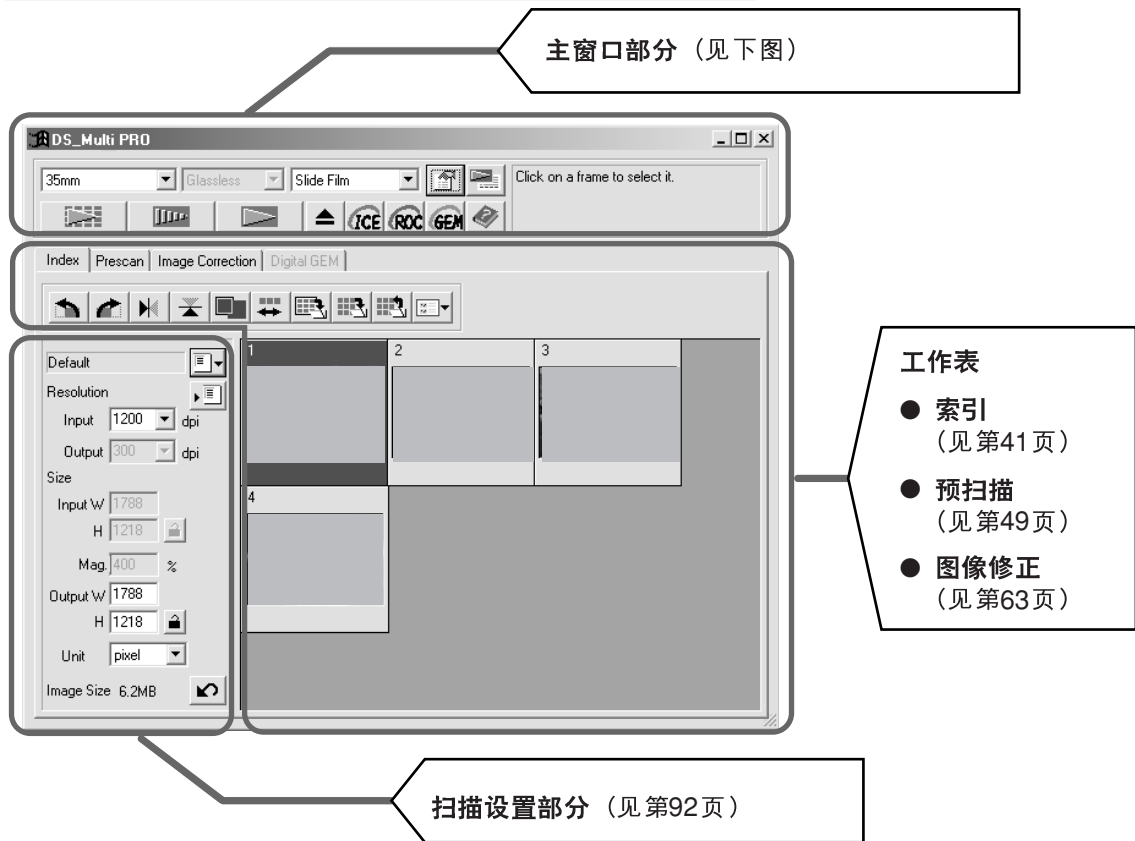 主窗口部分（见下图）
DS_Multi PRO
35mm Glassless Slide Film
Click on a frame to select it.
ICE ROC GEM
Index Prescan Image Correction Digital GEM
Default
Resolution
Input 1200 dpi
Output 300 dpi
Size
Input W 1788
H 1218
Mag. 400 %
Output W 1788
H 1218
Unit pixel
Image Size 6.2MB
1 2 3
4
工作表
● 索引
（见第41页）
● 预扫描
（见第49页）
● 图像修正
（见第63页）
扫描设置部分（见第92页）